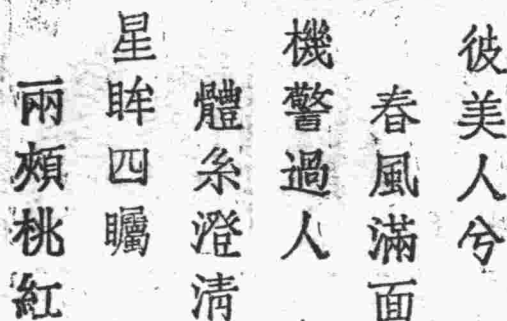 彼美人兮
春風滿面
機警過人
體系澄清
星眸四矚
兩頰桃紅